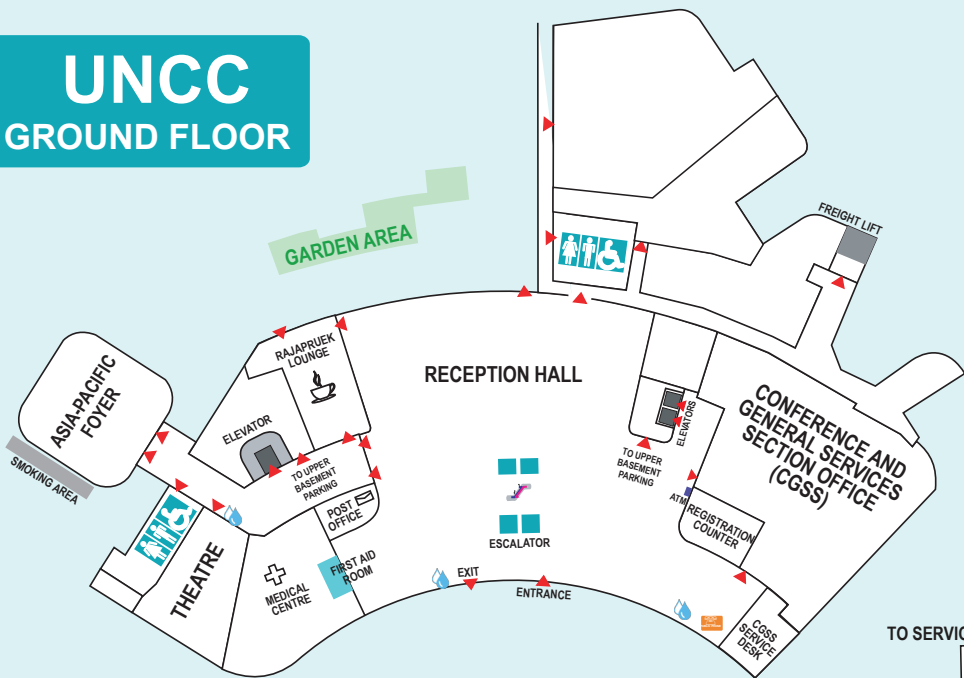 UNCC
GROUND FLOOR
GARDEN AREA
FREIGHT LIFT
RAJAPRUEK
LOUNGE
RECEPTION HALL
ASIA-PACIFIC
FOYER
SMOKING AREA
ELEVATOR
TO UPPER
BASEMENT
PARKING
POST
OFFICE
ELEVATORS
TO UPPER
BASEMENT
PARKING
CONFERENCE AND
GENERAL SERVICES
SECTION OFFICE
(CGSS)
ATM
REGISTRATION
COUNTER
ESCALATOR
THEATRE
MEDICAL
CENTRE
FIRST AID
ROOM
EXIT
ENTRANCE
CGSS
SERVICE
DESK